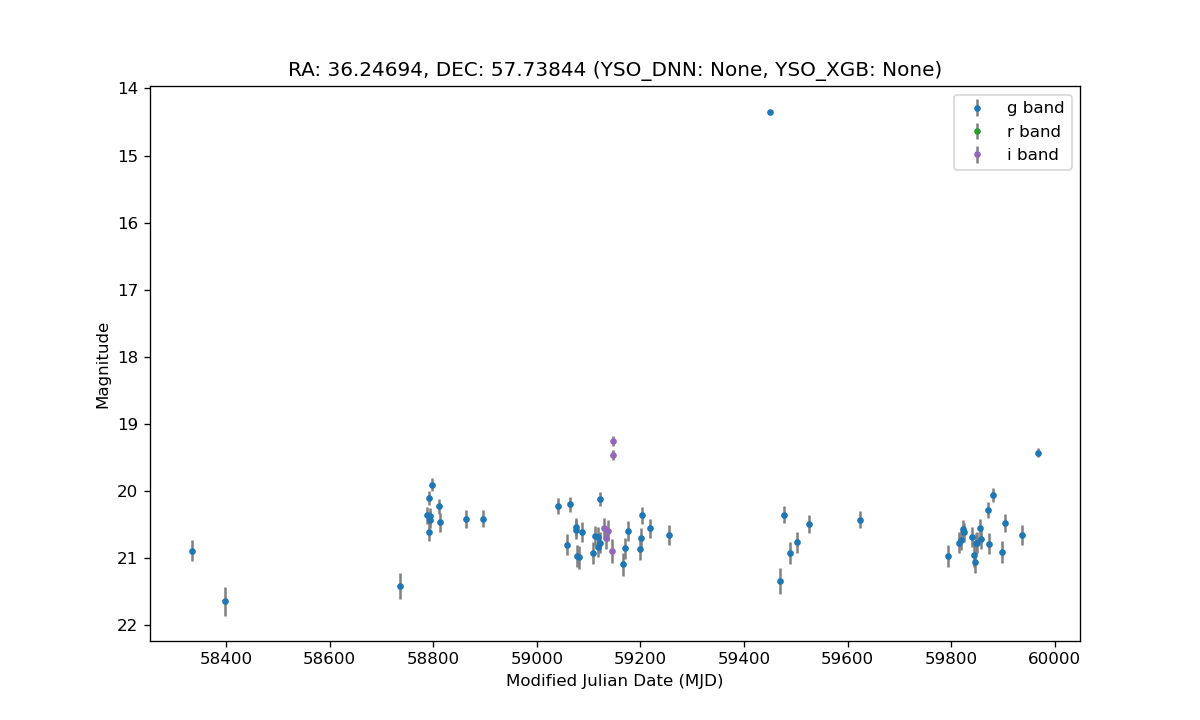 RA: 36.24694, DEC: 57.73844 (YSO_DNN: None, YSO_XGB: None)
14
15
16
17
18
19
20
21
22
Magnitude
g band
r band
i band
58400 58600 58800 59000 59200 59400 59600 59800 60000
Modified Julian Date (MJD)